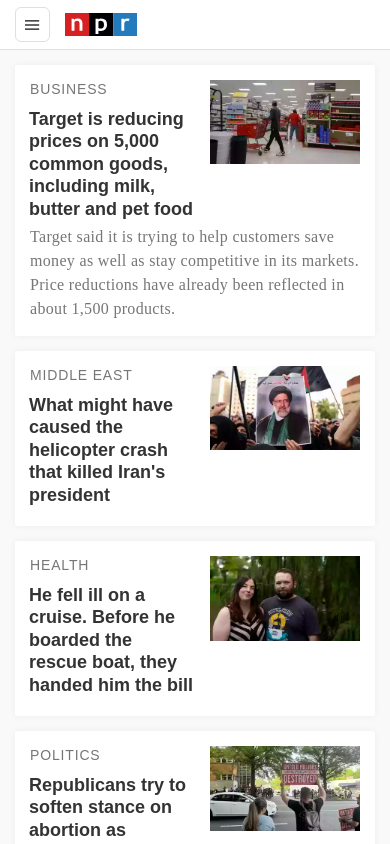 npr
BUSINESS
Target is reducing
prices on 5,000
common goods,
including milk,
butter and pet food
Target said it is trying to help customers save
money as well as stay competitive in its markets.
Price reductions have already been reflected in
about 1,500 products.
MIDDLE EAST
What might have
caused the
helicopter crash
that killed Iran's
president
HEALTH
He fell ill on a
cruise. Before he
boarded the
rescue boat, they
handed him the bill
POLITICS
Republicans try to
soften stance on
abortion as
DESTROYED